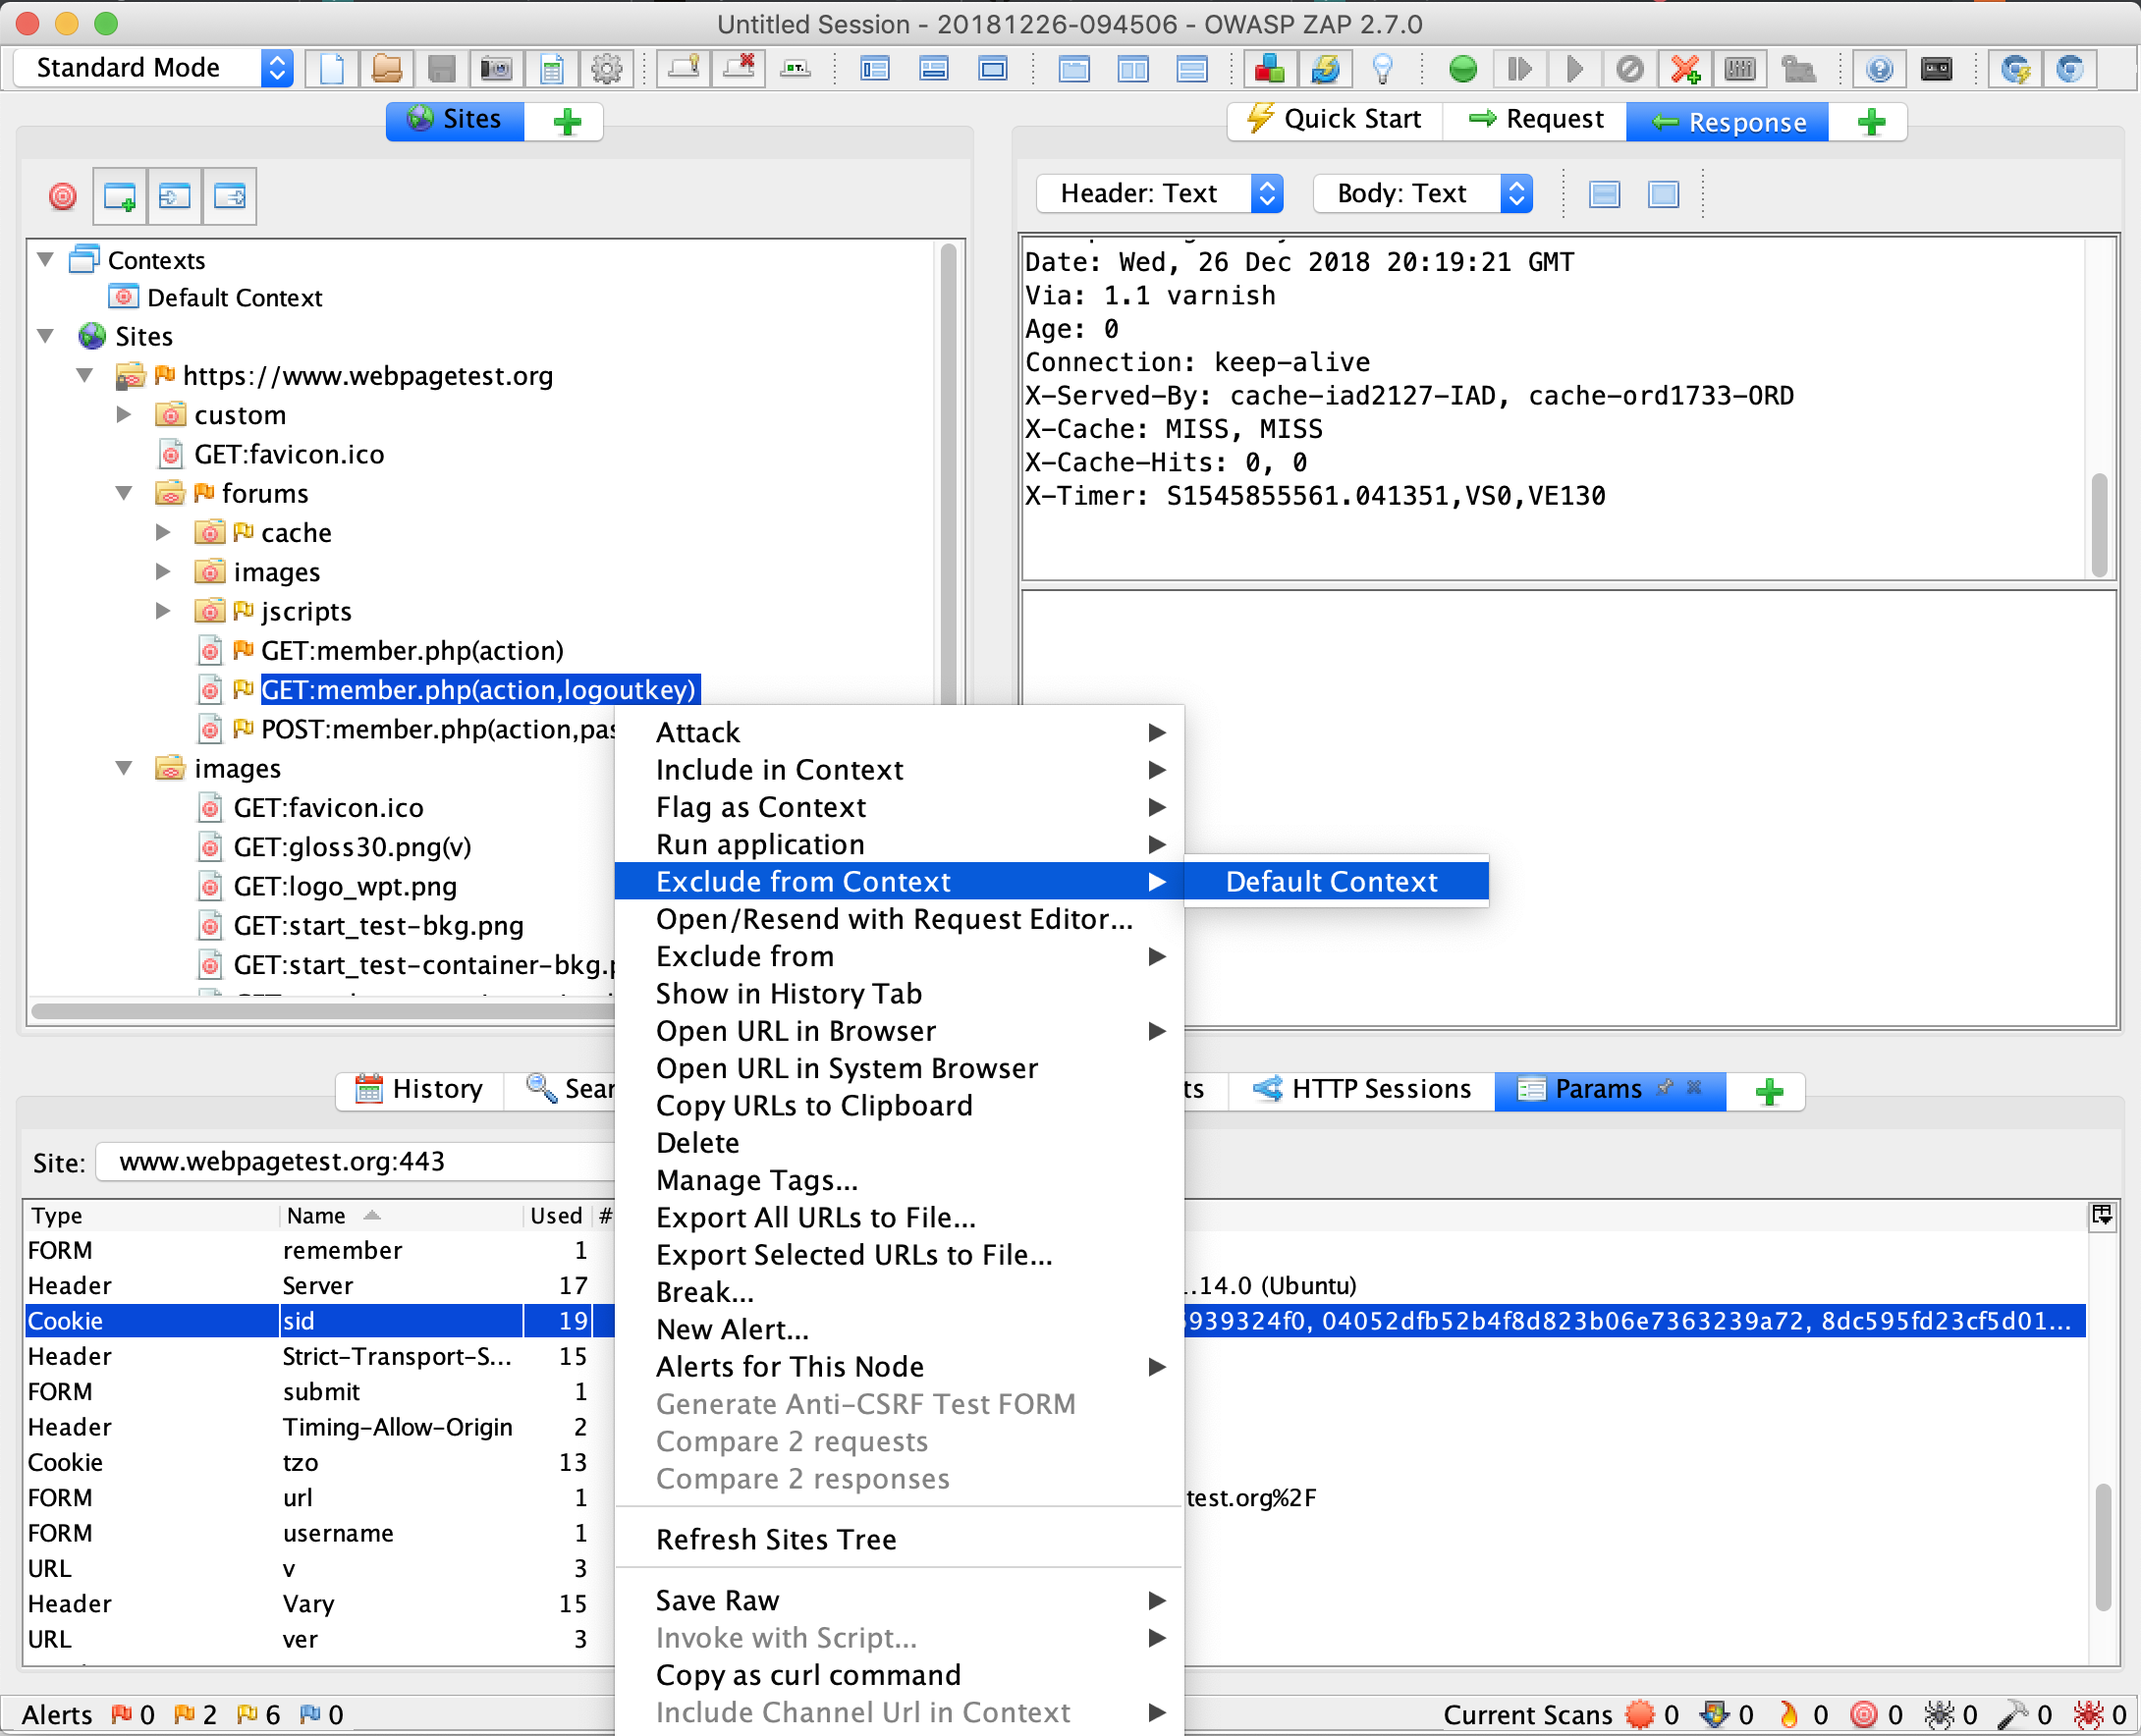 Untitled Session - 20181226-094506 - OWASP ZAP 2.7.0
Standard Mode
Sites
Quick Start
Request
Response
Header: Text
Body: Text
Contexts
Default Context
Sites
https://www.webpagetest.org
custom
GET:favicon.ico
forums
cache
images
jscripts
GET:member.php(action)
GET:member.php(action,logoutkey)
POST:member.php(action,pas
images
GET:favicon.ico
GET:gloss30.png(v)
GET:logo_wpt.png
GET:start_test-bkg.png
GET:start_test-container-bkg.p
Date: Wed, 26 Dec 2018 20:19:21 GMT
Via: 1.1 varnish
Age: 0
Connection: keep-alive
X-Served-By: cache-iad2127-IAD, cache-ord1733-ORD
X-Cache: MISS, MISS
X-Cache-Hits: 0, 0
X-Timer: S1545855561.041351,VS0,VE130
Attack
Include in Context
Flag as Context
Run application
Exclude from Context
Default Context
Open/Resend with Request Editor...
Exclude from
Show in History Tab
Open URL in Browser
Open URL in System Browser
Copy URLs to Clipboard
Delete
Manage Tags...
Export All URLs to File...
Export Selected URLs to File...
Break...
New Alert...
Alerts for This Node
Generate Anti-CSRF Test FORM
Compare 2 requests
Compare 2 responses
Refresh Sites Tree
Save Raw
Invoke with Script...
Copy as curl command
Include Channel Url in Context
History
Sear
ts
HTTP Sessions
Params
Site: www.webpagetest.org:443
Type Name Used #
FORM remember 1
Header Server 17 .14.0 (Ubuntu)
Cookie sid 19 939324f0, 04052dfb52b4f8d823b06e7363239a72, 8dc595fd23cf5d01...
Header Strict-Transport-S... 15
FORM submit 1
Header Timing-Allow-Origin 2
Cookie tzo 13
FORM url 1 test.org%2F
FORM username 1
URL v 3
Header Vary 15
URL ver 3
Alerts 0 2 6 0
Current Scans 0 0 0 0 0 0 0